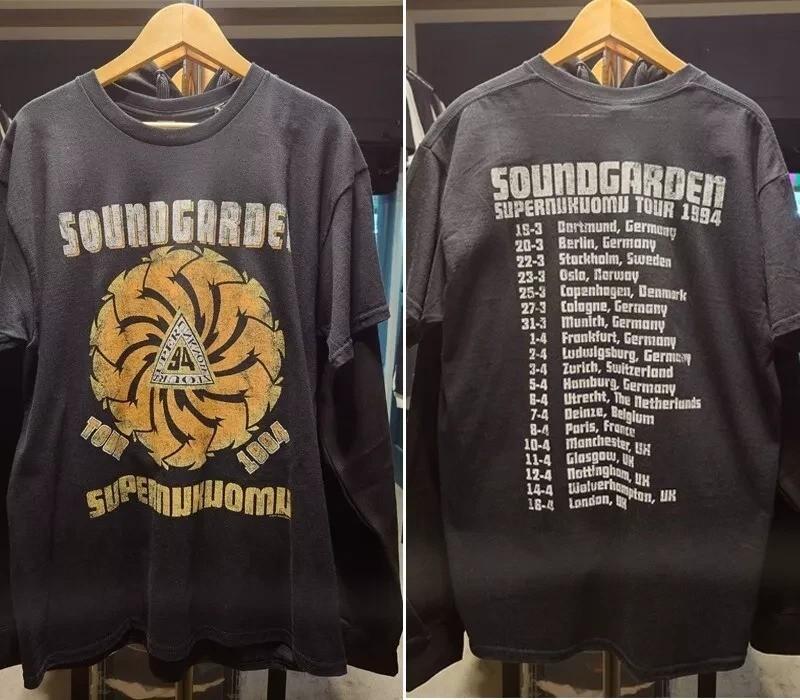 SOUNDGARDE
94
TOUR 1994
SUPERUNKNOWN
SOUNDGARDEN
SUPERUNKNOWN TOUR 1994
19-3 Dortmund, Germany
20-3 Berlin, Germany
22-3 Stockholm, Sweden
23-3 Oslo, Norway
25-3 Copenhagen, Denmark
27-3 Cologne, Germany
31-3 Munich, Germany
1-4 Frankfurt, Germany
2-4 Ludwigsburg, Germany
3-4 Zurich, Switzerland
5-4 Hamburg, Germany
6-4 Utrecht, The Netherlands
7-4 Deinze, Belgium
8-4 Paris, France
10-4 Manchester, UK
11-4 Glasgow, UK
12-4 Nottingham, UK
14-4 Wolverhampton, UK
16-4 London, UK